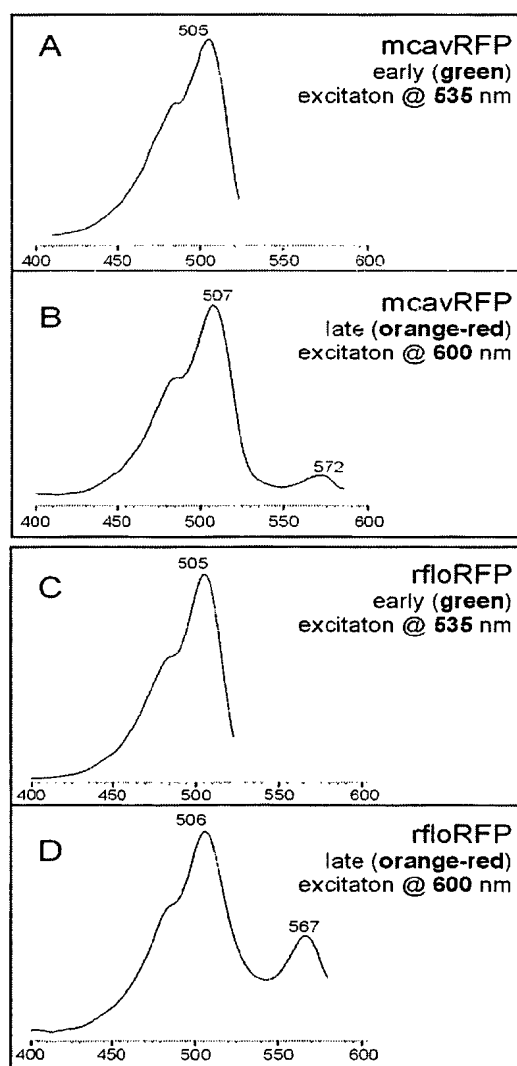 A
505
mcavRFP
early (green)
excitaton @ 535 nm
400 450 500 550 600
B
507
mcavRFP
late (orange-red)
excitaton @ 600 nm
572
400 450 500 550 600
C
505
rfloRFP
early (green)
excitaton @ 535 nm
400 450 500 550 600
D
506
rfloRFP
late (orange-red)
excitaton @ 600 nm
567
400 450 500 550 600